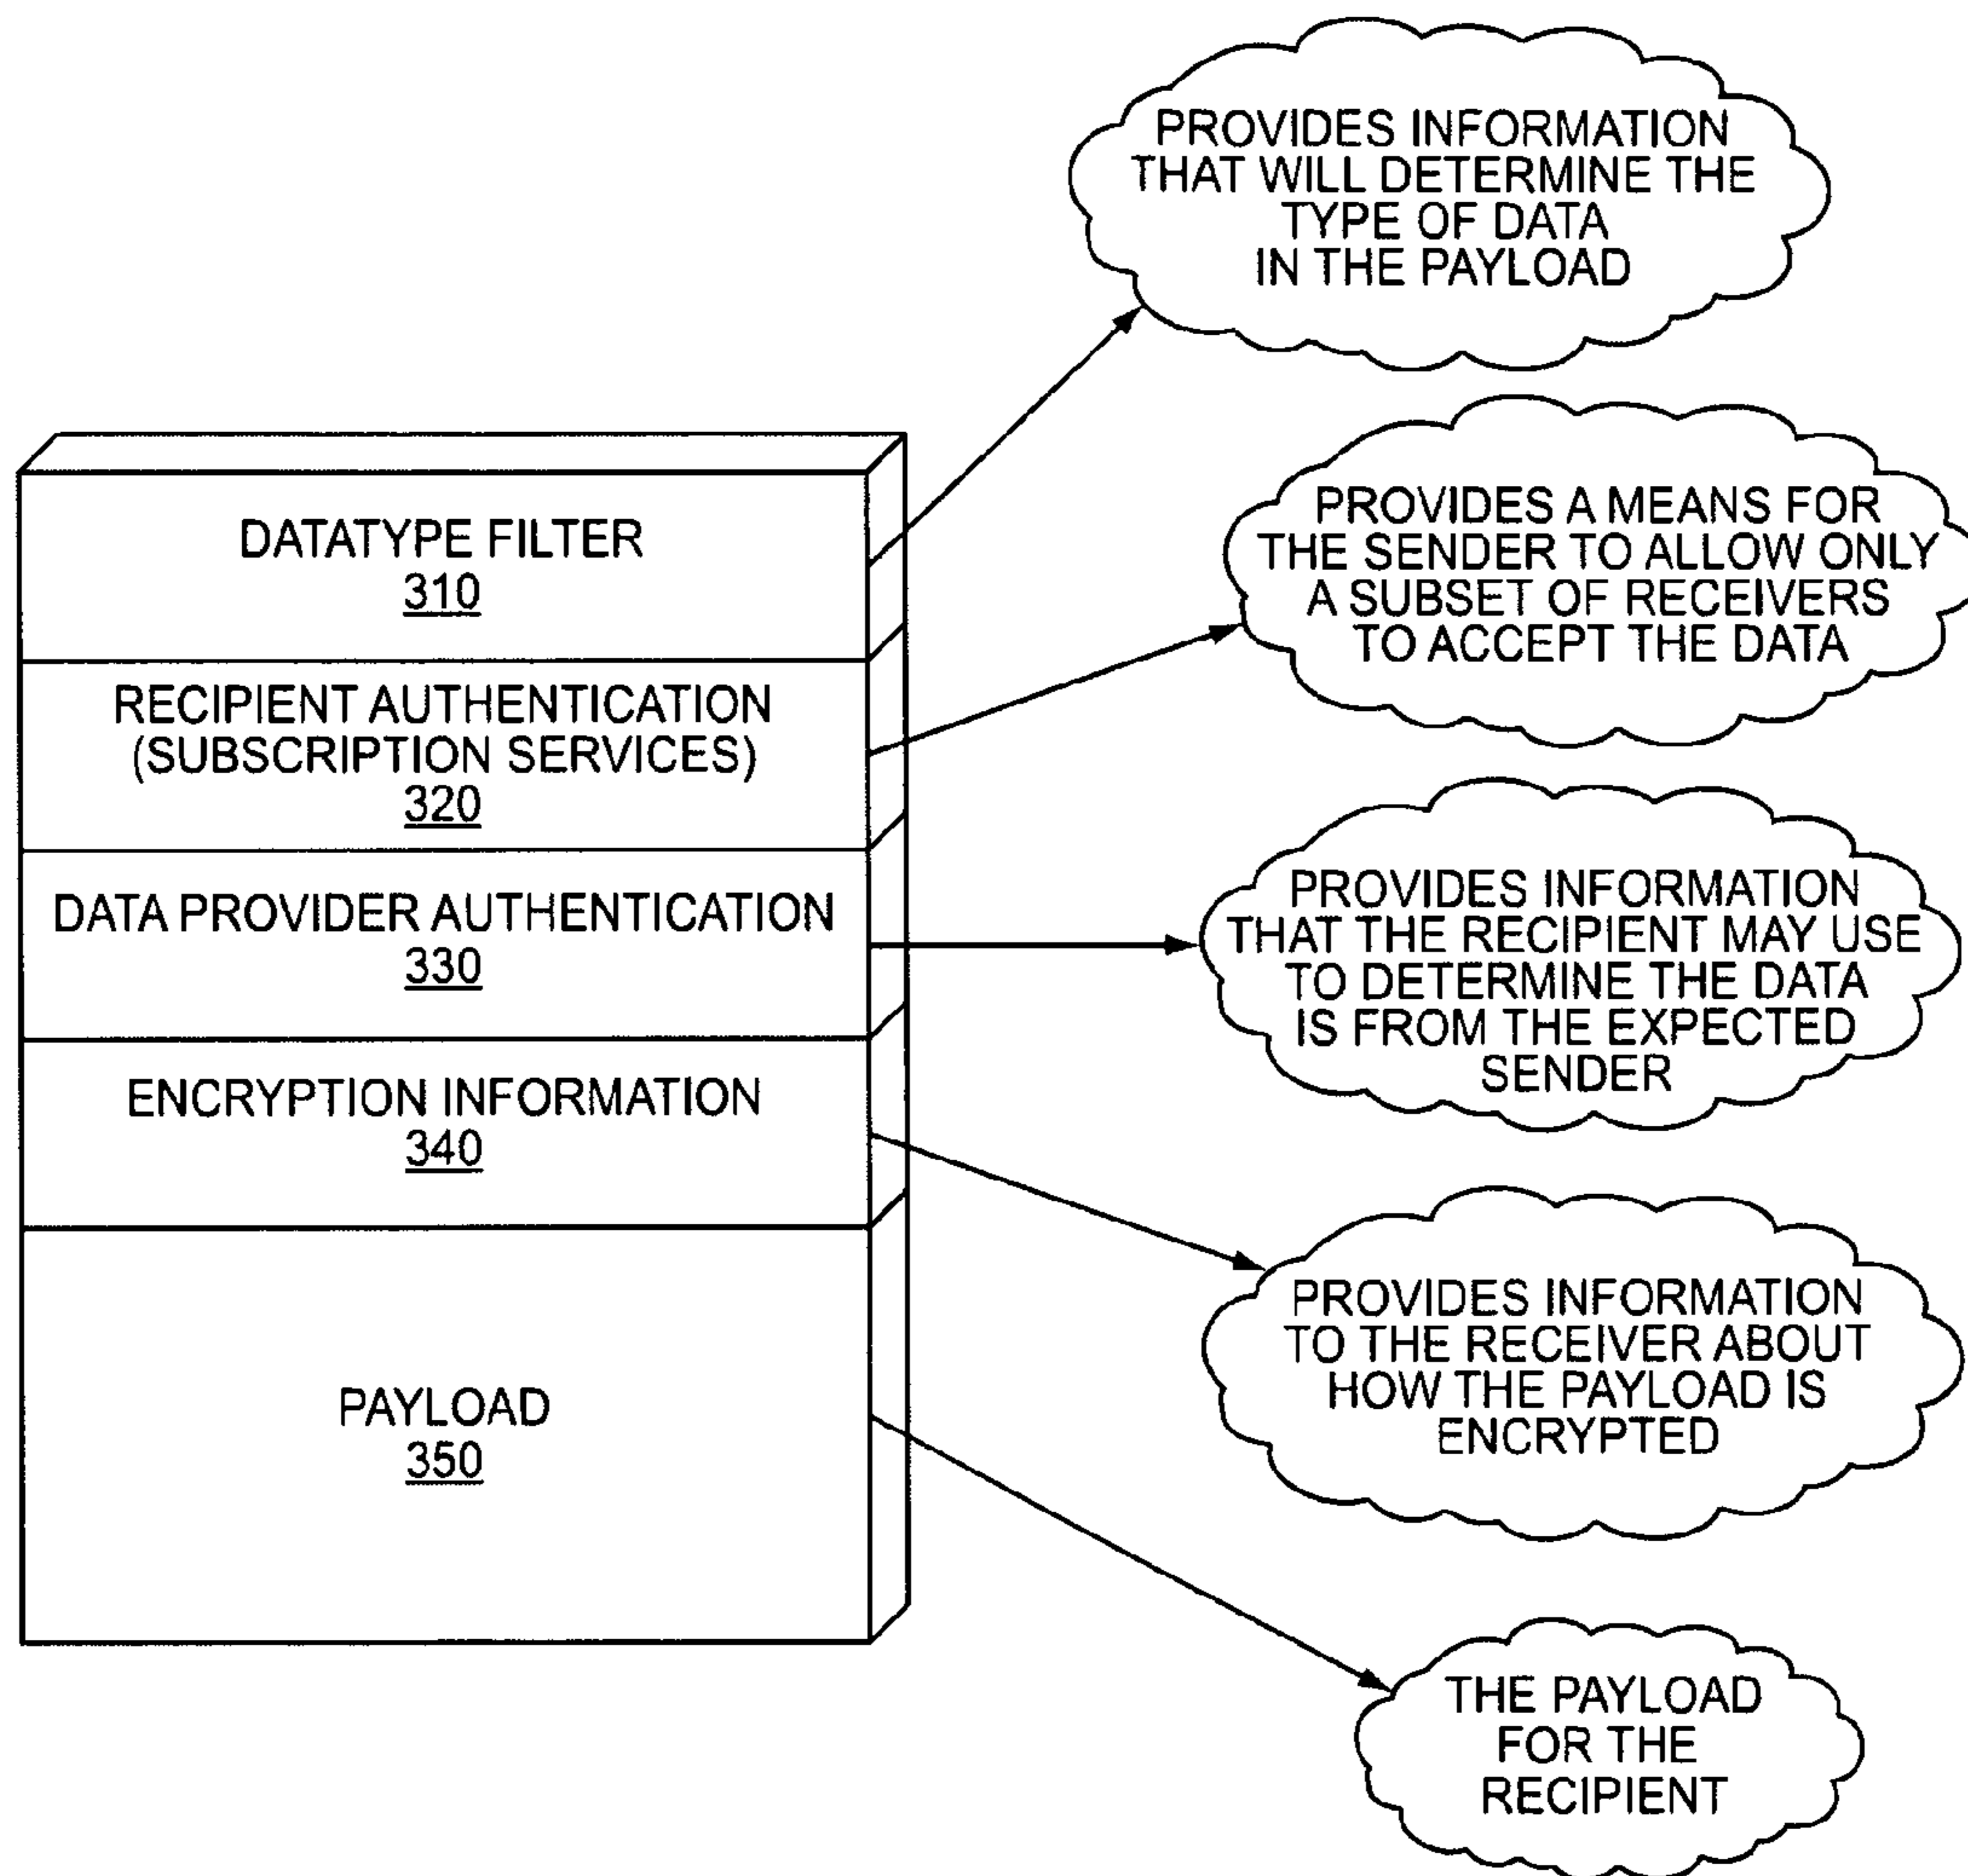 PROVIDES INFORMATION
THAT WILL DETERMINE THE
TYPE OF DATA
IN THE PAYLOAD
DATATYPE FILTER
310
PROVIDES A MEANS FOR
THE SENDER TO ALLOW ONLY
A SUBSET OF RECEIVERS
TO ACCEPT THE DATA
RECIPIENT AUTHENTICATION
(SUBSCRIPTION SERVICES)
320
DATA PROVIDER AUTHENTICATION
330
PROVIDES INFORMATION
THAT THE RECIPIENT MAY USE
TO DETERMINE THE DATA
IS FROM THE EXPECTED
SENDER
ENCRYPTION INFORMATION
340
PROVIDES INFORMATION
TO THE RECEIVER ABOUT
HOW THE PAYLOAD IS
ENCRYPTED
PAYLOAD
350
THE PAYLOAD
FOR THE
RECIPIENT